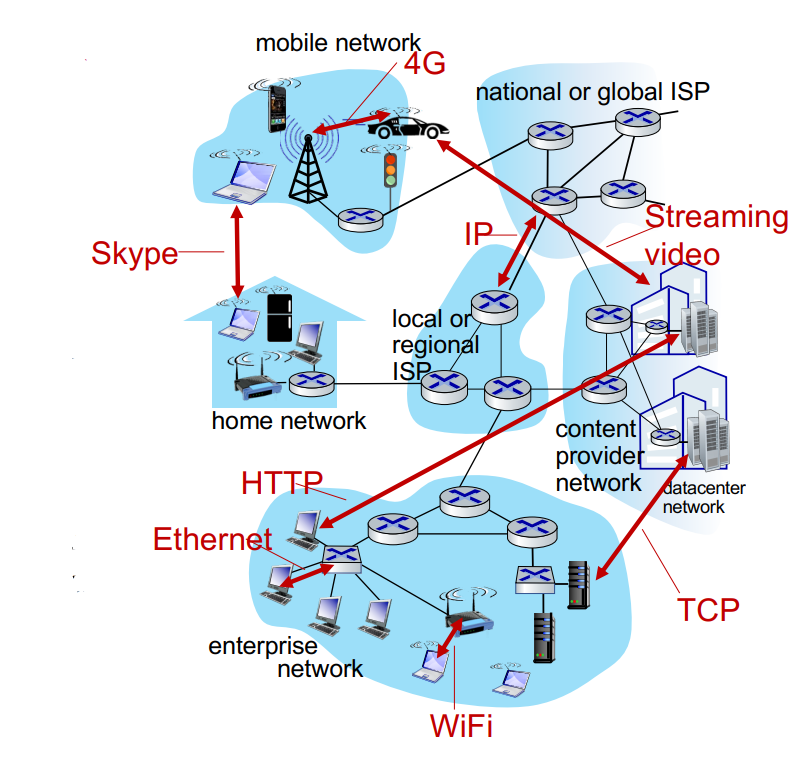 mobile network
4G
national or global ISP
Skype
IP
Streaming
video
local or
regional
ISP
home network
content
provider
network
datacenter
network
HTTP
Ethernet
TCP
enterprise
network
WiFi